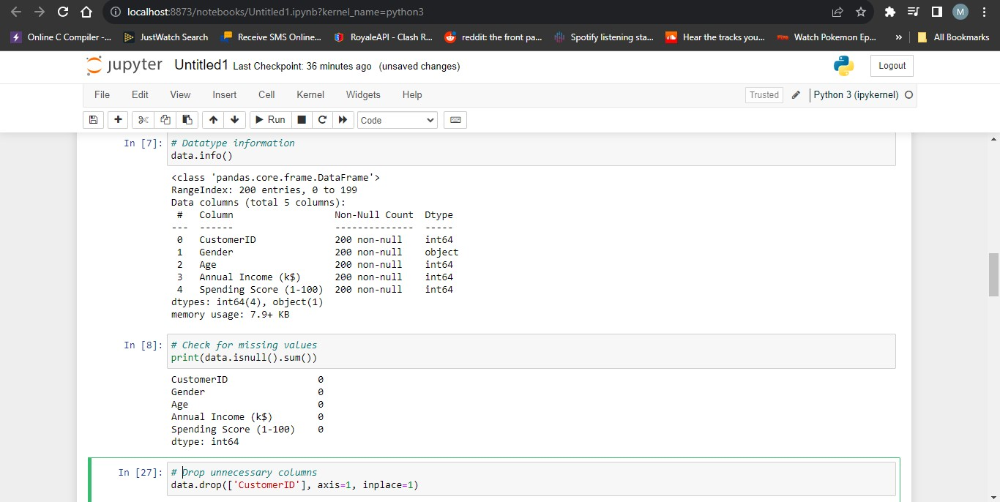 localhost:8873/notebooks/Untitled1.ipynb?kernel_name=python3
M
Online C Compiler -... JustWatch Search Receive SMS Online... RoyaleAPI - Clash R... reddit: the front pa... Spotify listening sta... Hear the tracks you... Watch Pokemon Ep... » All Bookmarks
jupyter Untitled1 Last Checkpoint: 36 minutes ago (unsaved changes) Logout
File Edit View Insert Cell Kernel Widgets Help Trusted Python 3 (ipykernel)
Run Code
In [7]: # Datatype information
data.info()
<class 'pandas.core.frame.DataFrame'>
RangeIndex: 200 entries, 0 to 199
Data columns (total 5 columns):
# Column Non-Null Count Dtype
--- ------ -------------- -----
0 CustomerID 200 non-null int64
1 Gender 200 non-null object
2 Age 200 non-null int64
3 Annual Income (k$) 200 non-null int64
4 Spending Score (1-100) 200 non-null int64
dtypes: int64(4), object(1)
memory usage: 7.9+ KB
In [8]: # Check for missing values
print(data.isnull().sum())
CustomerID 0
Gender 0
Age 0
Annual Income (k$) 0
Spending Score (1-100) 0
dtype: int64
In [27]: # Drop unnecessary columns
data.drop(['CustomerID'], axis=1, inplace=1)